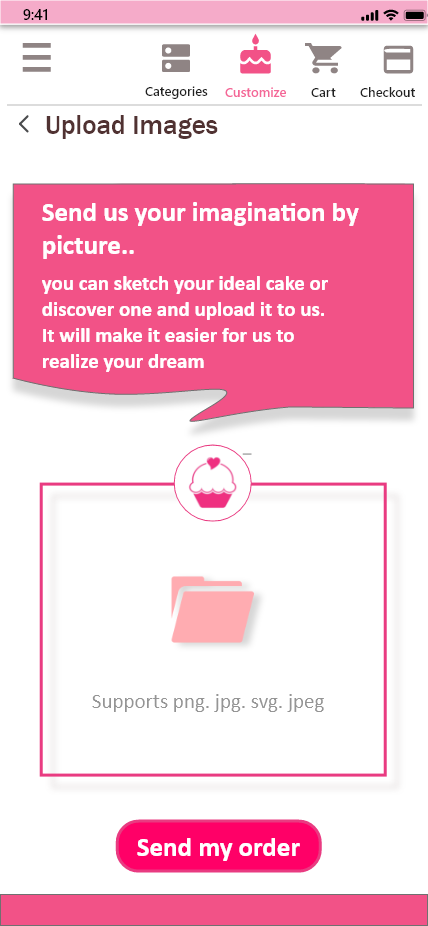 9:41
Categories
Customize
Cart
Checkout
Upload Images
Send us your imagination by
picture..
you can sketch your ideal cake or
discover one and upload it to us.
It will make it easier for us to
realize your dream
Supports png. jpg. svg. jpeg
Send my order